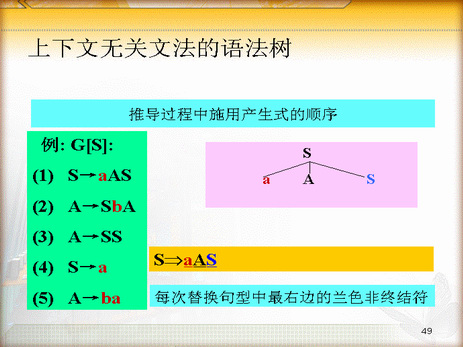 上下文无关文法的语法树
推导过程中施用产生式的顺序
例: G[S]:
(1) S→aAS
(2) A→SbA
(3) A→SS
(4) S→a
(5) A→ba
S
a A S
S⇒aAS
每次替换句型中最右边的兰色非终结符
49